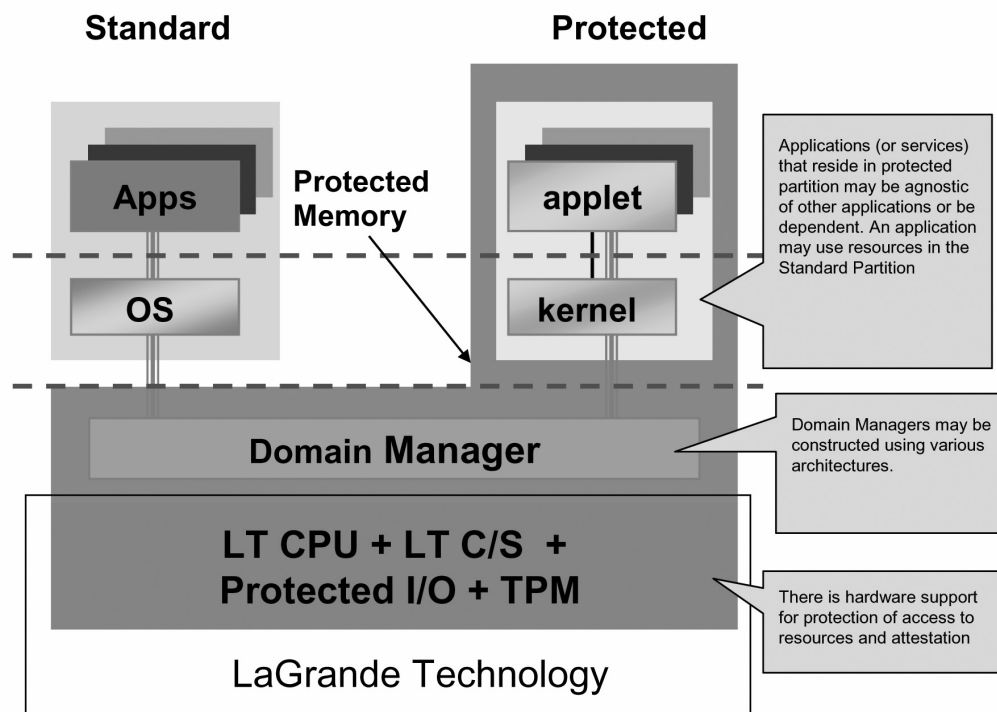 Standard
Protected
Apps
Protected
Memory
applet
OS
kernel
Applications (or services)
that reside in protected
partition may be agnostic
of other applications or be
dependent. An application
may use resources in the
Standard Partition
Domain Manager
Domain Managers may be
constructed using various
architectures.
LT CPU + LT C/S +
Protected I/O + TPM
There is hardware support
for protection of access to
resources and attestation
LaGrande Technology